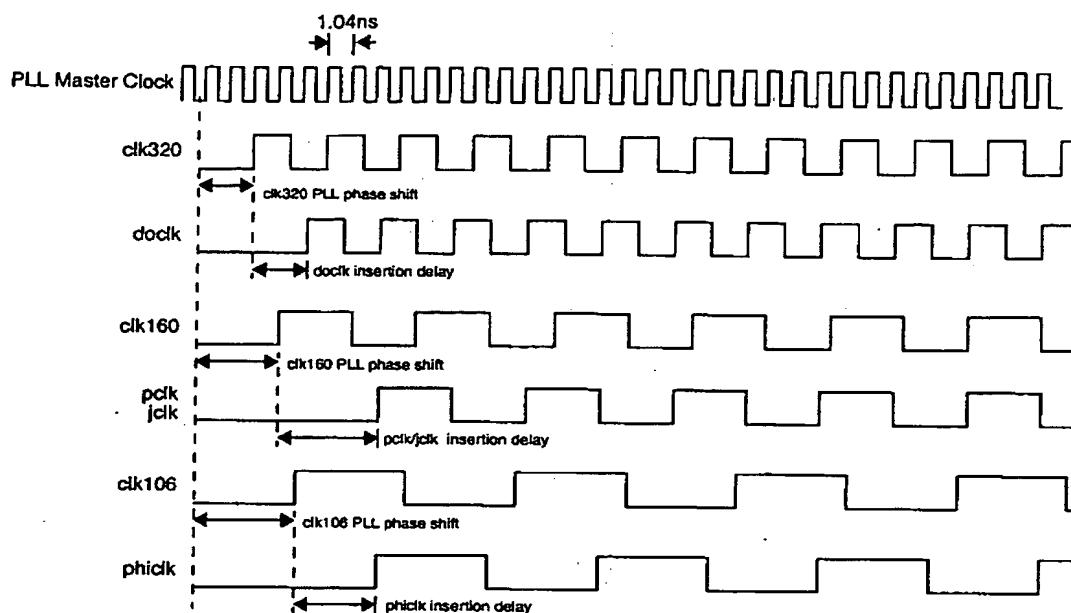 1.04ns
PLL Master Clock
clk320
clk320 PLL phase shift
doclk
doclk insertion delay
clk160
clk160 PLL phase shift
pclk
jclk
pclk/jclk insertion delay
clk106
clk106 PLL phase shift
phiclk
phiclk insertion delay